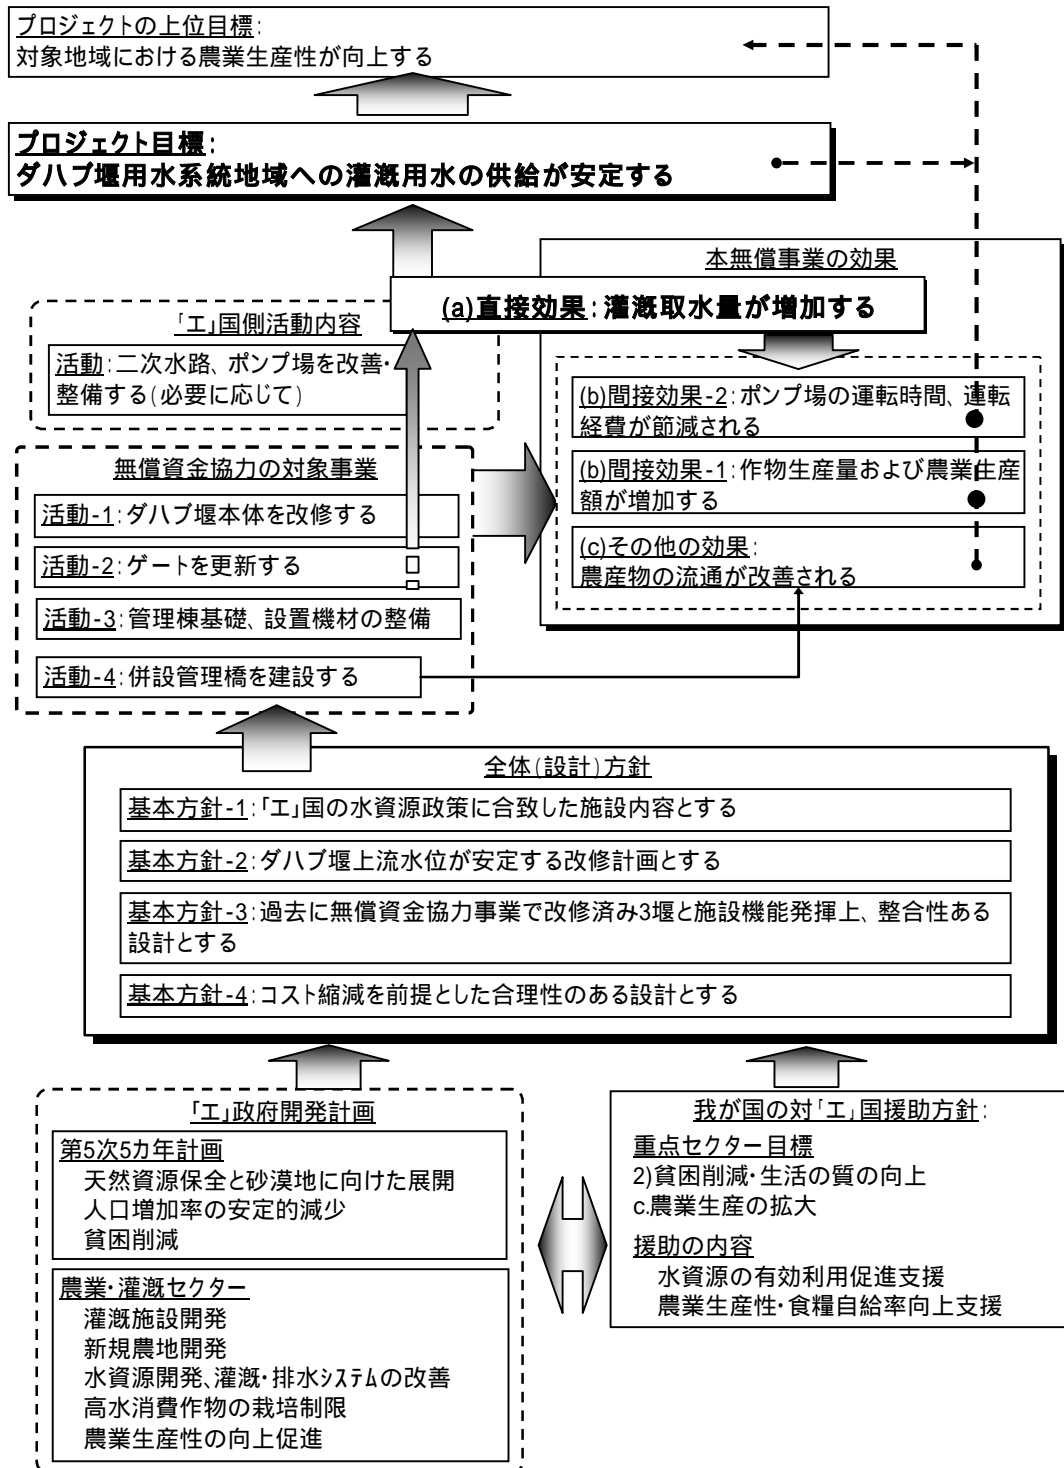 プロジェクトの上位目標:
対象地域における農業生産性が向上する
プロジェクト目標:
ダハブ堰用水系統地域への灌漑用水の供給が安定する
本無償事業の効果
(a)直接効果:灌漑取水量が増加する
「エ」国側活動内容
活動:二次水路、ポンプ場を改善・
整備する(必要に応じて)
(b)間接効果-2:ポンプ場の運転時間、運転
経費が節減される
(b)間接効果-1:作物生産量および農業生産
額が増加する
(c)その他の効果:
農産物の流通が改善される
無償資金協力の対象事業
活動-1:ダハブ堰本体を改修する
活動-2:ゲートを更新する
活動-3:管理棟基礎、設置機材の整備
活動-4:併設管理橋を建設する
全体(設計)方針
基本方針-1:「エ」国の水資源政策に合致した施設内容とする
基本方針-2:ダハブ堰上流水位が安定する改修計画とする
基本方針-3:過去に無償資金協力事業で改修済み3堰と施設機能発揮上、整合性ある
設計とする
基本方針-4:コスト縮減を前提とした合理性のある設計とする
「エ」政府開発計画
第5次5カ年計画
天然資源保全と砂漠地に向けた展開
人口増加率の安定的減少
貧困削減
農業・灌漑セクター
灌漑施設開発
新規農地開発
水資源開発、灌漑・排水システムの改善
高水消費作物の栽培制限
農業生産性の向上促進
我が国の対「エ」国援助方針:
重点セクター目標
2)貧困削減・生活の質の向上
c.農業生産の拡大
援助の内容
水資源の有効利用促進支援
農業生産性・食糧自給率向上支援